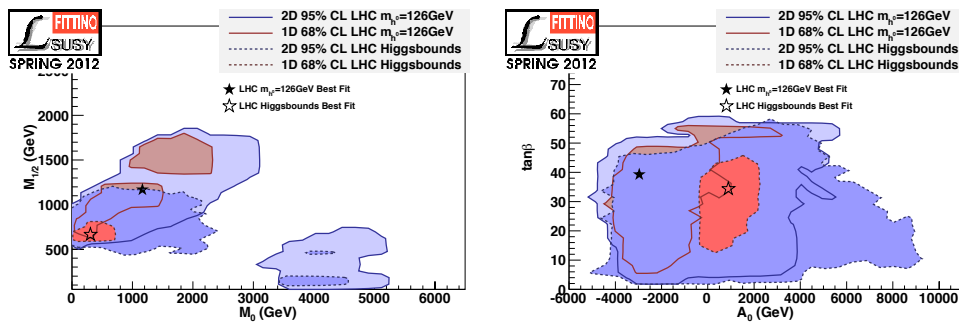 FITTINO
SUSY
SPRING 2012
2D 95% CL LHC m_h⁰=126GeV
1D 68% CL LHC m_h⁰=126GeV
2D 95% CL LHC Higgsbounds
1D 68% CL LHC Higgsbounds
LHC m_h⁰=126GeV Best Fit
LHC Higgsbounds Best Fit
M_1/2 (GeV)
2000
1500
1000
500
0 1000 2000 3000 4000 5000 6000
M_0 (GeV)
FITTINO
SUSY
SPRING 2012
2D 95% CL LHC m_h⁰=126GeV
1D 68% CL LHC m_h⁰=126GeV
2D 95% CL LHC Higgsbounds
1D 68% CL LHC Higgsbounds
LHC m_h⁰=126GeV Best Fit
LHC Higgsbounds Best Fit
tanβ
70
60
50
40
30
20
10
0
-6000 -4000 -2000 0 2000 4000 6000 8000 10000
A_0 (GeV)